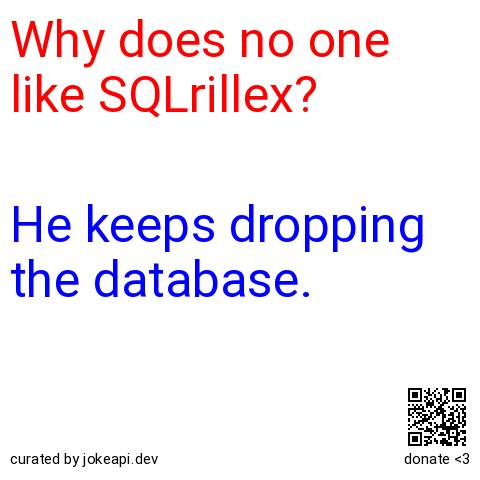 Why does no one
like SQLrillex?
He keeps dropping
the database.
curated by jokeapi.dev
donate <3